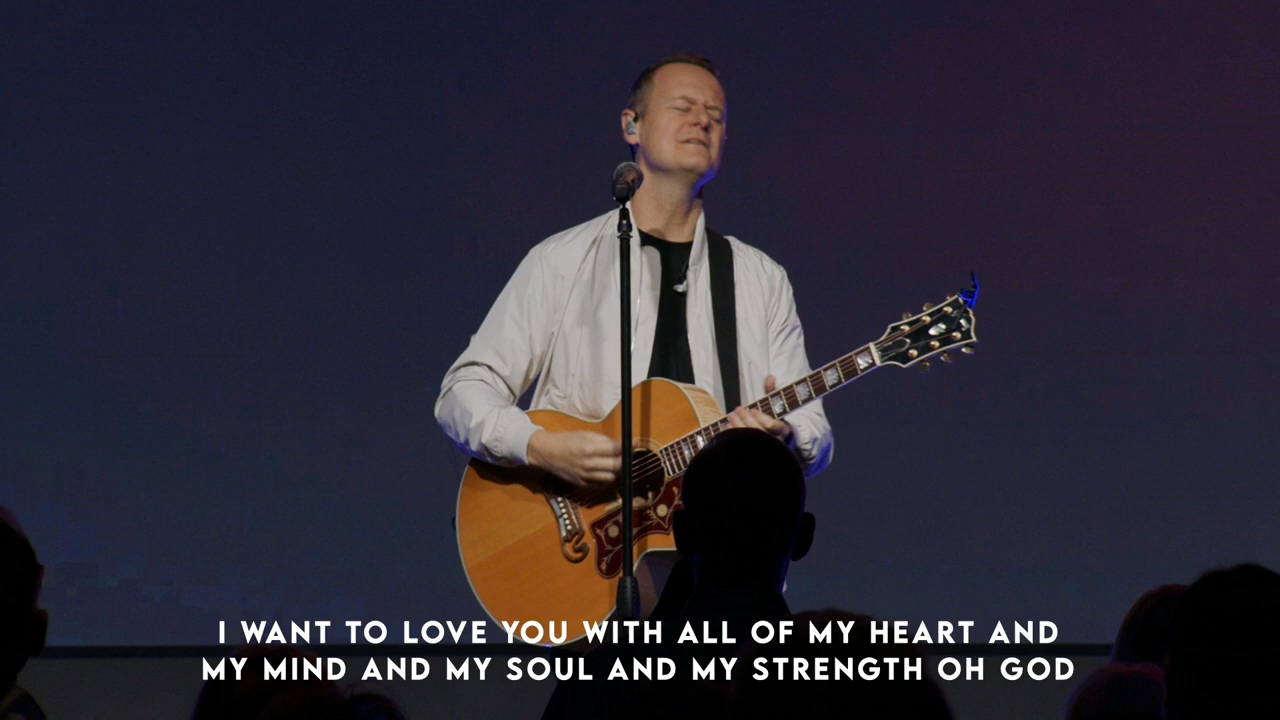 I WANT TO LOVE YOU WITH ALL OF MY HEART AND
MY MIND AND MY SOUL AND MY STRENGTH OH GOD